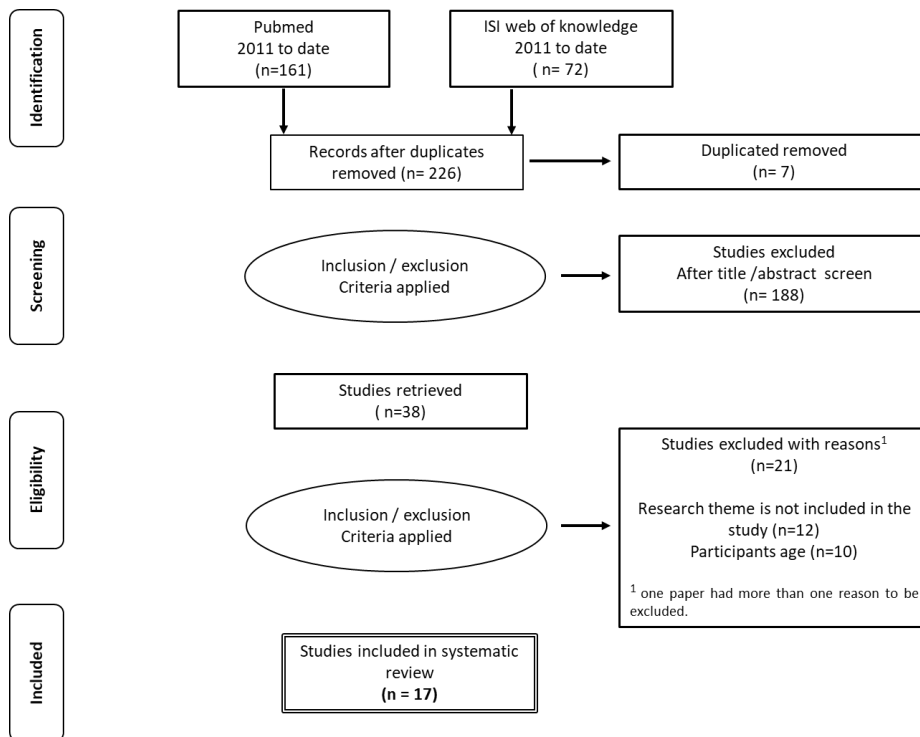 Identification
Pubmed
2011 to date
(n=161)
ISI web of knowledge
2011 to date
( n= 72)
Records after duplicates
removed (n= 226)
Duplicated removed
(n= 7)
Screening
Inclusion / exclusion
Criteria applied
Studies excluded
After title /abstract screen
(n= 188)
Eligibility
Studies retrieved
( n=38)
Inclusion / exclusion
Criteria applied
Studies excluded with reasons¹
(n=21)
Research theme is not included in the
study (n=12)
Participants age (n=10)
¹ one paper had more than one reason to be
excluded.
Included
Studies included in systematic
review
(n = 17)